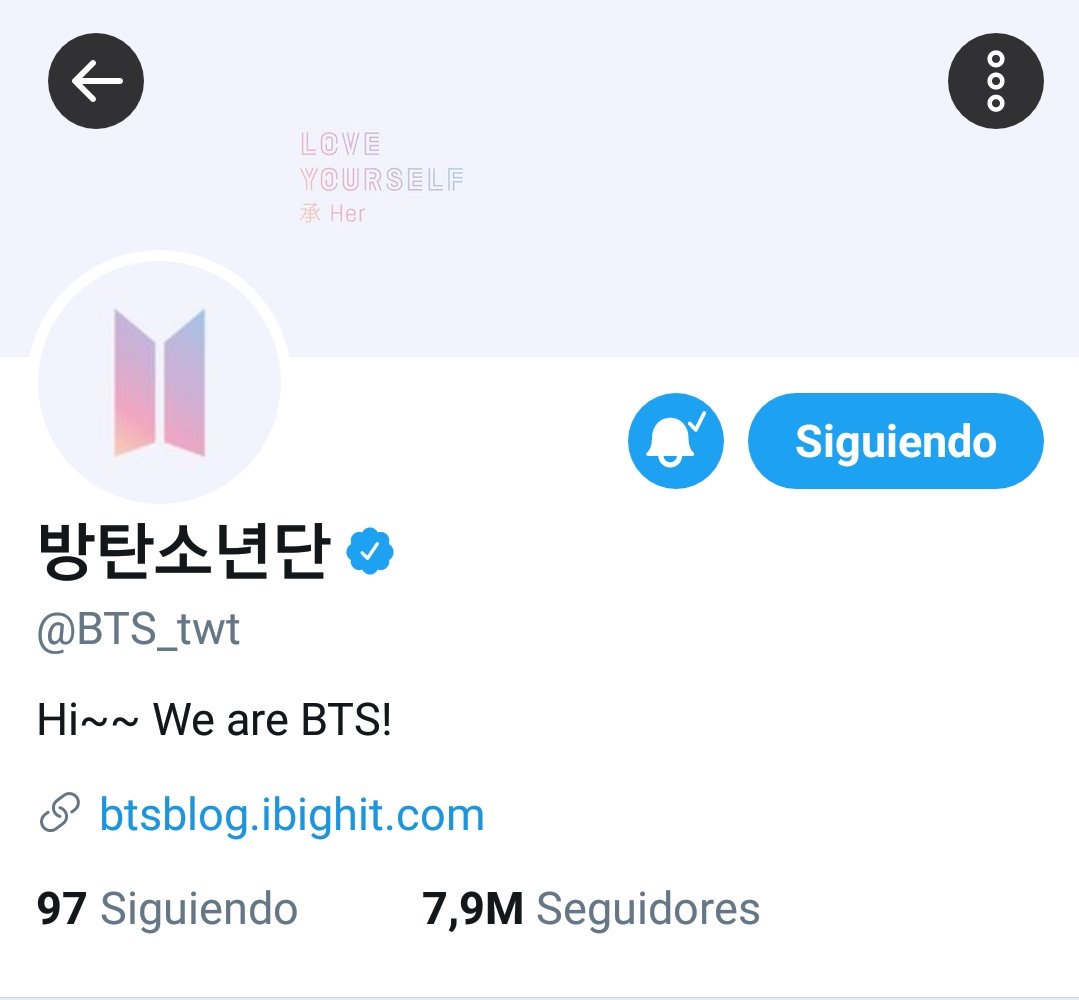 LOVE
YOURSELF
承 Her
Siguiendo
방탄소년단
@BTS_twt
Hi~~ We are BTS!
btsblog.ibighit.com
97 Siguiendo 7,9M Seguidores